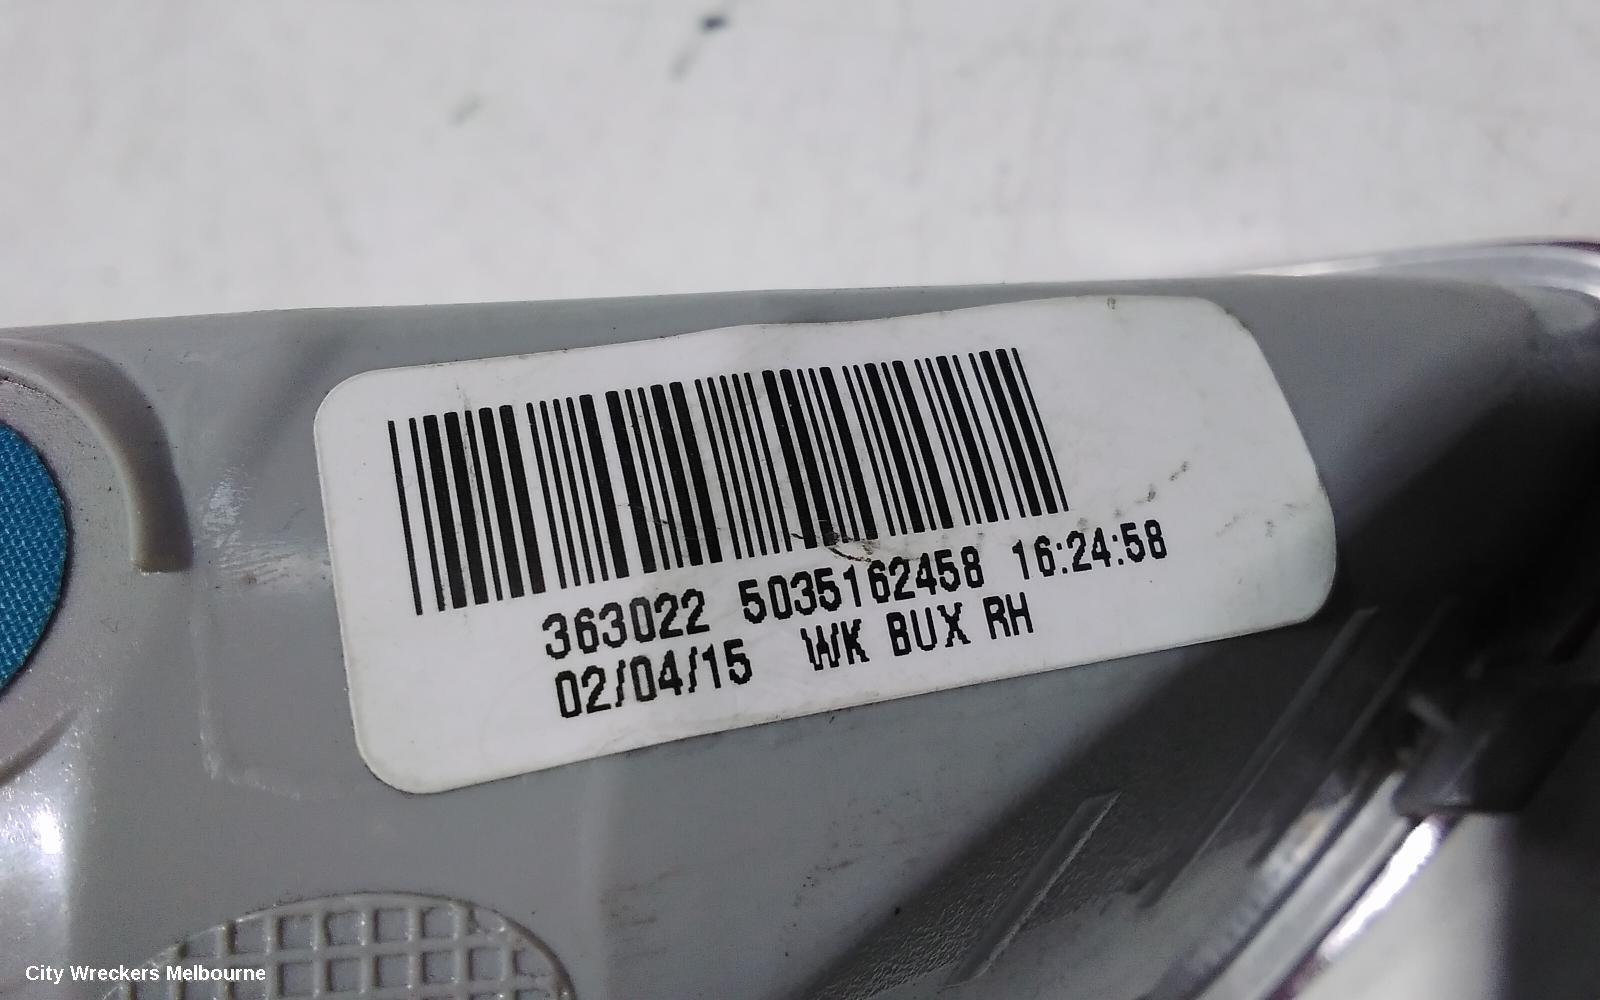 363022 5035162458 16:24:58
02/04/15 WK BUX RH
City Wreckers Melbourne